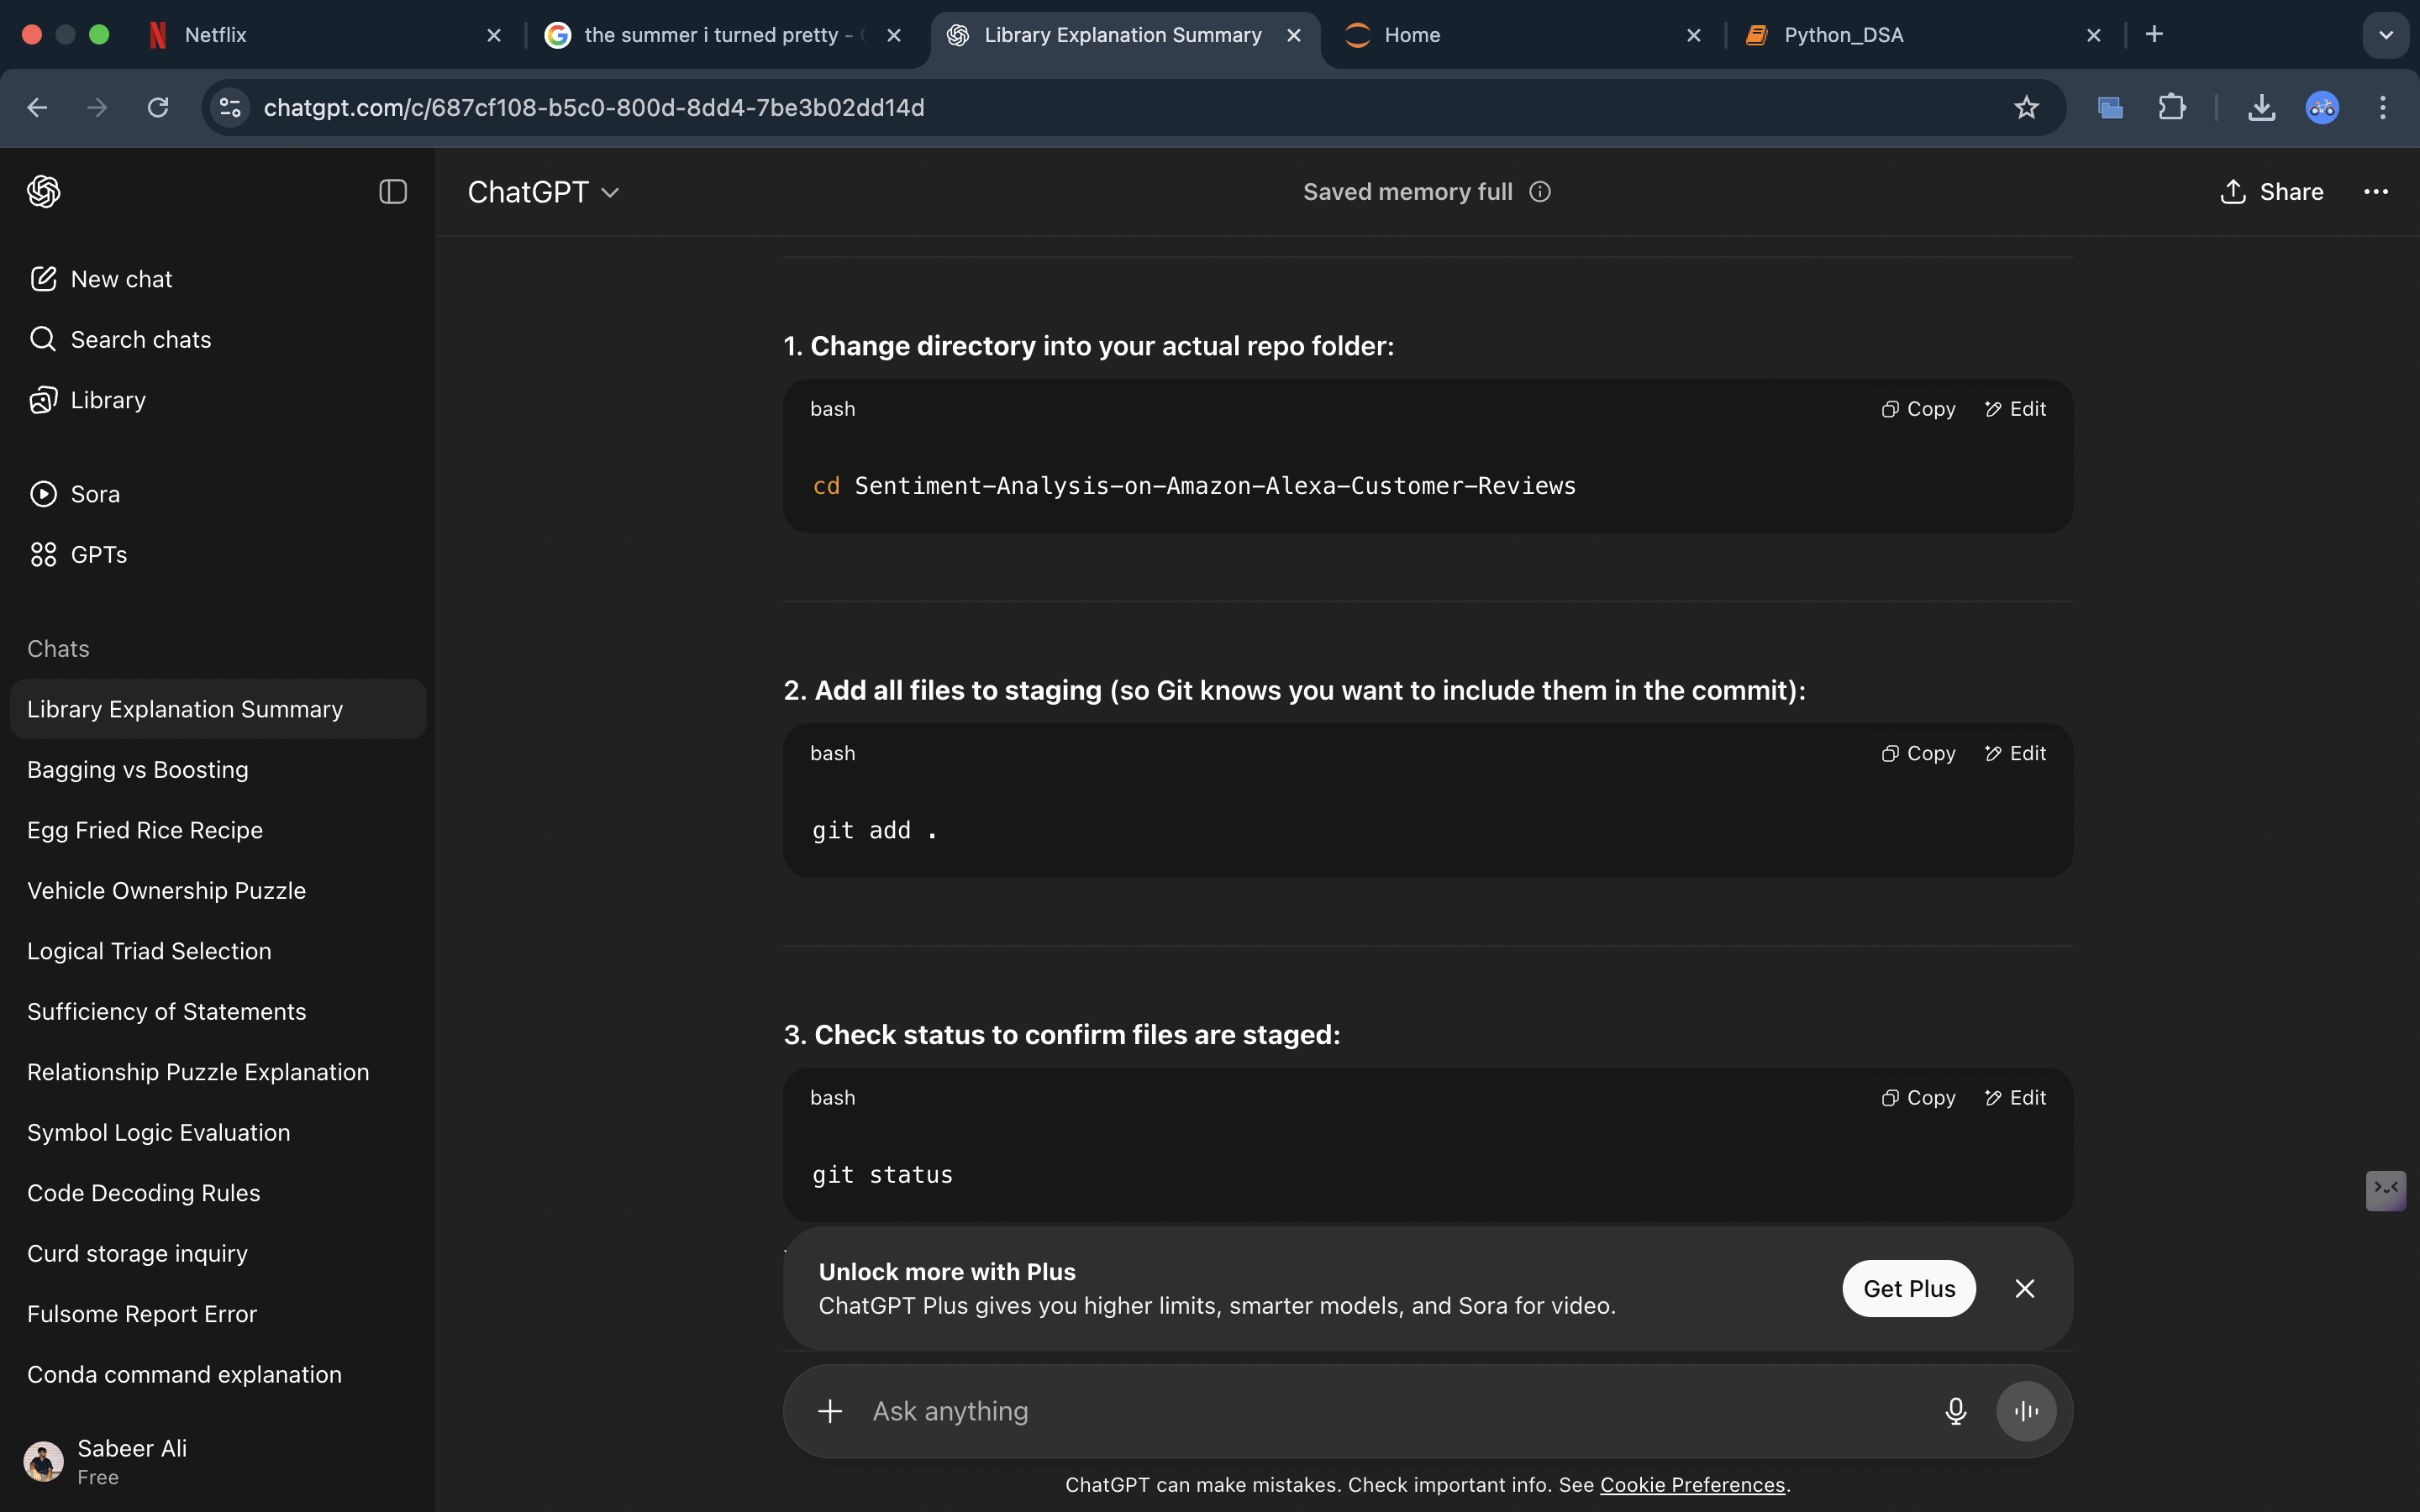 Netflix
the summer i turned pretty -
Library Explanation Summary
Home
Python_DSA
chatgpt.com/c/687cf108-b5c0-800d-8dd4-7be3b02dd14d
ChatGPT
Saved memory full
Share
New chat
Search chats
Library
Sora
GPTs
Chats
Library Explanation Summary
Bagging vs Boosting
Egg Fried Rice Recipe
Vehicle Ownership Puzzle
Logical Triad Selection
Sufficiency of Statements
Relationship Puzzle Explanation
Symbol Logic Evaluation
Code Decoding Rules
Curd storage inquiry
Fulsome Report Error
Conda command explanation
Sabeer Ali
Free
1. Change directory into your actual repo folder:
bash
Copy
Edit
cd Sentiment-Analysis-on-Amazon-Alexa-Customer-Reviews
2. Add all files to staging (so Git knows you want to include them in the commit):
bash
Copy
Edit
git add .
3. Check status to confirm files are staged:
bash
Copy
Edit
git status
Unlock more with Plus
ChatGPT Plus gives you higher limits, smarter models, and Sora for video.
Get Plus
Ask anything
ChatGPT can make mistakes. Check important info. See Cookie Preferences.